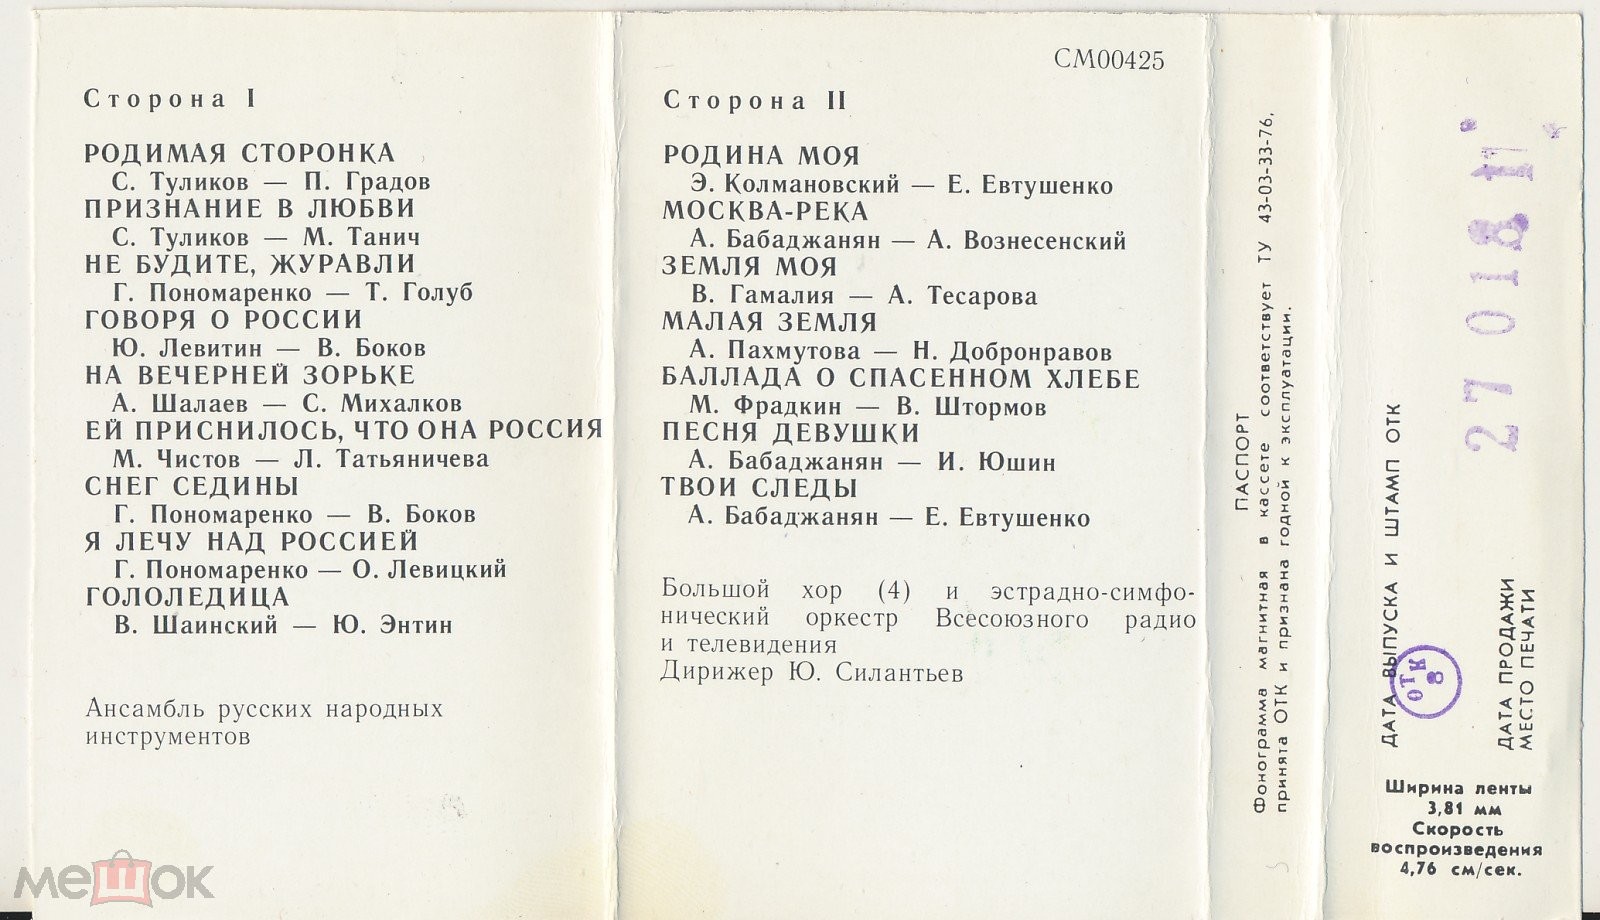 Сторона I
РОДИМАЯ СТОРОНКА
С. Туликов — П. Градов
ПРИЗНАНИЕ В ЛЮБВИ
С. Туликов — М. Танич
НЕ БУДИТЕ, ЖУРАВЛИ
Г. Пономаренко — Т. Голуб
ГОВОРЯ О РОССИИ
Ю. Левитин — В. Боков
НА ВЕЧЕРНЕЙ ЗОРЬКЕ
А. Шалаев — С. Михалков
ЕЙ ПРИСНИЛОСЬ, ЧТО ОНА РОССИЯ
М. Чистов — Л. Татьяничева
СНЕГ СЕДИНЫ
Г. Пономаренко — В. Боков
Я ЛЕЧУ НАД РОССИЕЙ
Г. Пономаренко — О. Левицкий
ГОЛОЛЕДИЦА
В. Шаинский — Ю. Энтин
Ансамбль русских народных
инструментов
СМ00425
Сторона II
РОДИНА МОЯ
Э. Колмановский — Е. Евтушенко
МОСКВА-РЕКА
А. Бабаджанян — А. Вознесенский
ЗЕМЛЯ МОЯ
В. Гамалия — А. Тесарова
МАЛАЯ ЗЕМЛЯ
А. Пахмутова — Н. Добронравов
БАЛЛАДА О СПАСЕННОМ ХЛЕБЕ
М. Фрадкин — В. Штормов
ПЕСНЯ ДЕВУШКИ
А. Бабаджанян — И. Юшин
ТВОИ СЛЕДЫ
А. Бабаджанян — Е. Евтушенко
Большой хор (4) и эстрадно-симфо-
нический оркестр Всесоюзного радио
и телевидения
Дирижер Ю. Силантьев
ПАСПОРТ
Фонограмма магнитная в кассете соответствует ТУ 43-03-33-76,
принята ОТК и признана годной к эксплуатации.
ДАТА ВЫПУСКА И ШТАМП ОТК
27 01 8
ОТК
8
ДАТА ПРОДАЖИ
МЕСТО ПЕЧАТИ
Ширина ленты
3,81 мм
Скорость
воспроизведения
4,76 см/сек.
мешок